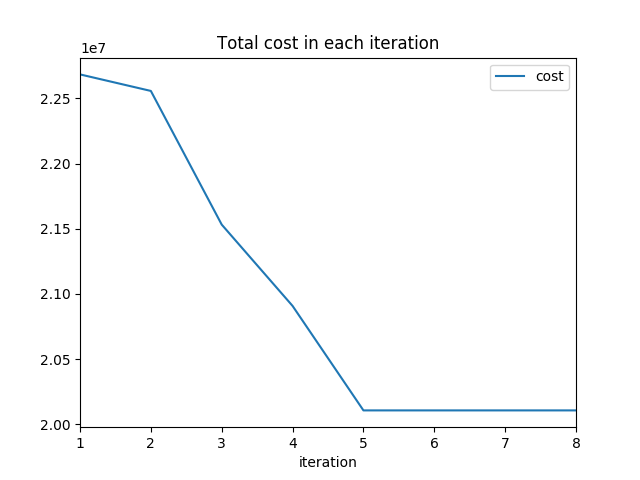 Total cost in each iteration
1e7
cost
2.25
2.20
2.15
2.10
2.05
2.00
1 2 3 4 5 6 7 8
iteration